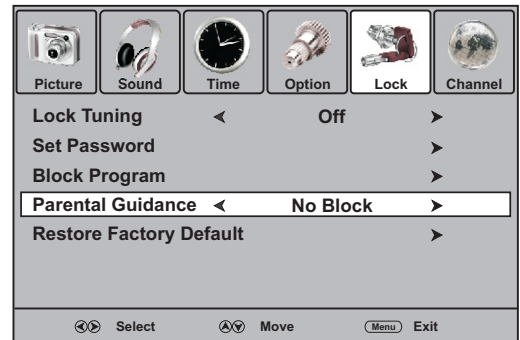 Picture Sound Time Option Lock Channel
Lock Tuning Off
Set Password
Block Program
Parental Guidance No Block
Restore Factory Default
Select Move Menu Exit